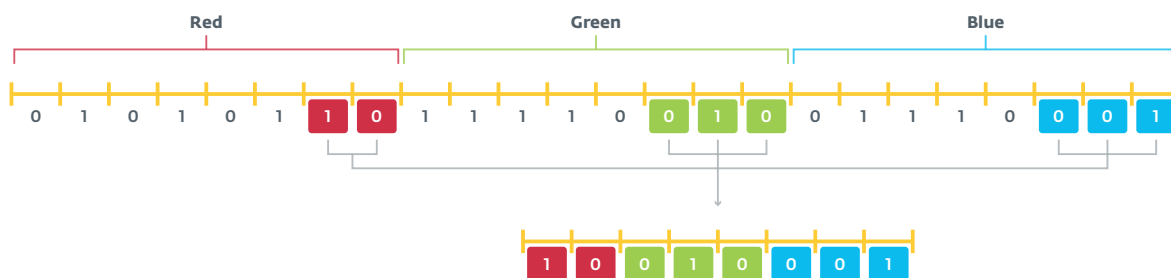 Red Green Blue
0 1 0 1 0 1 1 0 1 1 1 1 0 0 1 0 0 1 1 1 0 0 0 1
1 0 0 1 0 0 0 1